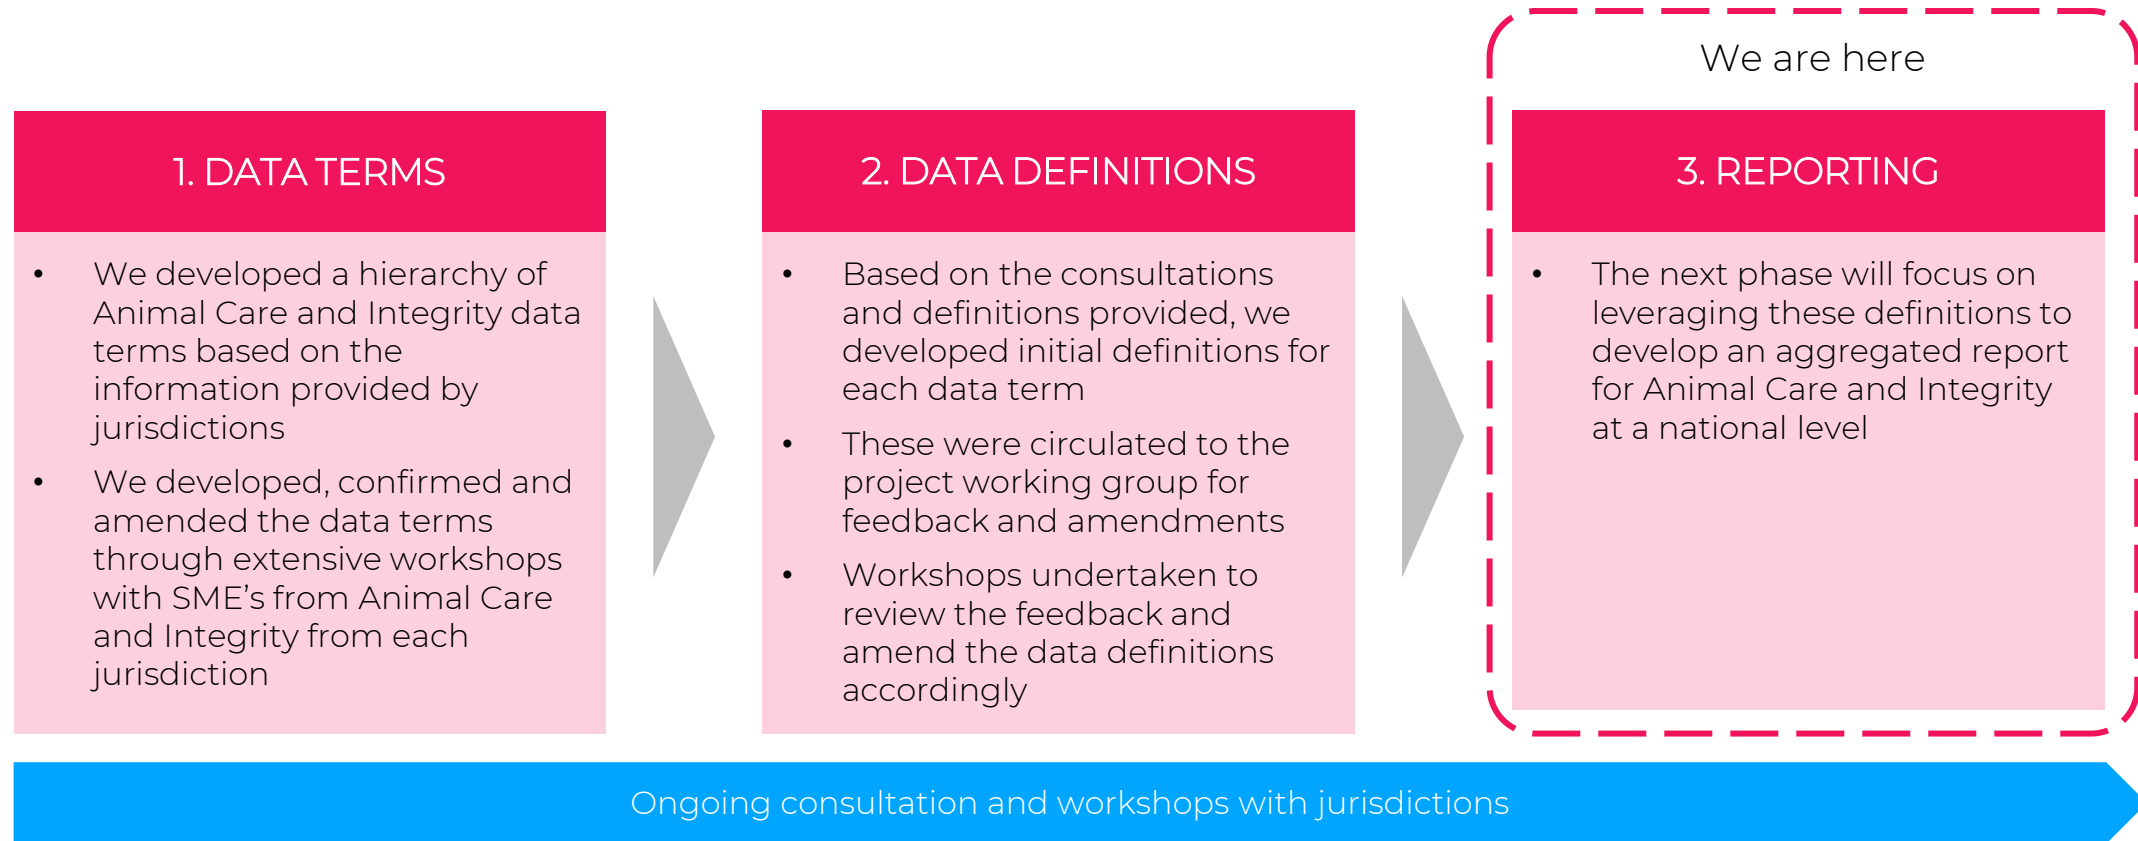 We are here
1. DATA TERMS
• We developed a hierarchy of
Animal Care and Integrity data
terms based on the
information provided by
jurisdictions
• We developed, confirmed and
amended the data terms
through extensive workshops
with SME’s from Animal Care
and Integrity from each
jurisdiction
2. DATA DEFINITIONS
• Based on the consultations
and definitions provided, we
developed initial definitions for
each data term
• These were circulated to the
project working group for
feedback and amendments
• Workshops undertaken to
review the feedback and
amend the data definitions
accordingly
3. REPORTING
• The next phase will focus on
leveraging these definitions to
develop an aggregated report
for Animal Care and Integrity
at a national level
Ongoing consultation and workshops with jurisdictions